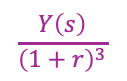 Y(s)
(1 + r)³